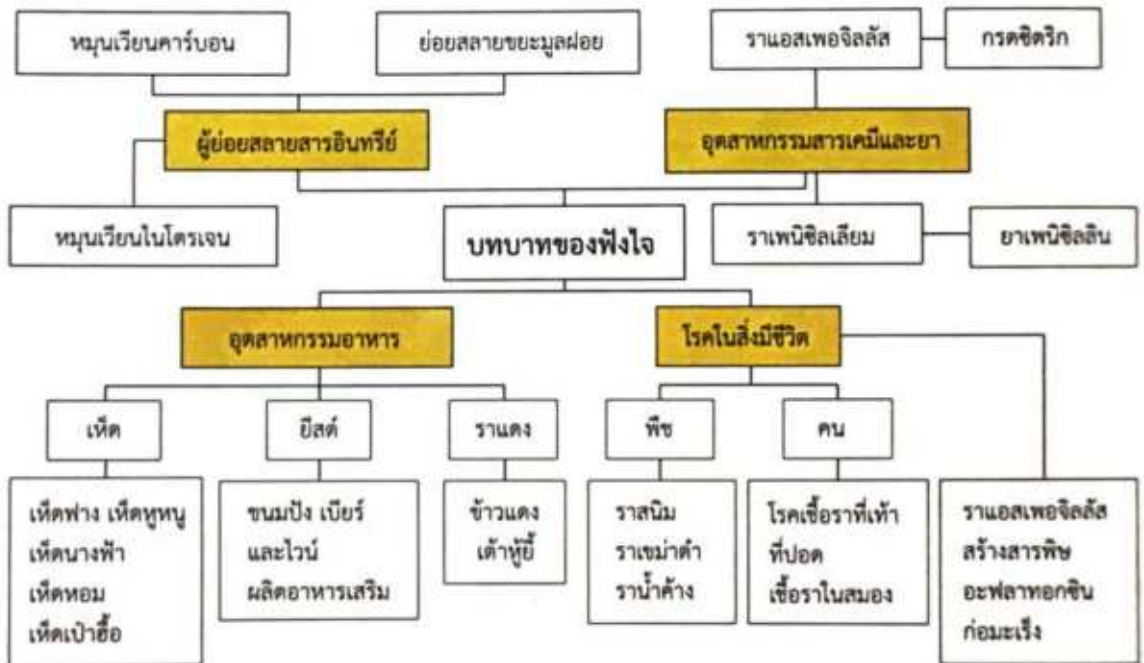 หมุนเวียนคาร์บอน
ย่อยสลายขยะมูลฝอย
ราแอสเพอจิลลัส
กรดซิตริก
ผู้ย่อยสลายสารอินทรีย์
อุตสาหกรรมสารเคมีและยา
หมุนเวียนไนโตรเจน
บทบาทของฟังไจ
ราเพนิซิลเลียม
ยาเพนิซิลลิน
อุตสาหกรรมอาหาร
โรคในสิ่งมีชีวิต
เห็ด
ยีสต์
ราแดง
พืช
คน
เห็ดฟาง เห็ดหูหนู
เห็ดนางฟ้า
เห็ดหอม
เห็ดเป่าฮื้อ
ขนมปัง เบียร์
และไวน์
ผลิตอาหารเสริม
ข้าวแดง
เต้าหู้ยี้
ราสนิม
ราเขม่าดำ
ราน้ำค้าง
โรคเชื้อราที่เท้า
ที่ปอด
เชื้อราในสมอง
ราแอสเพอจิลลัส
สร้างสารพิษ
อะฟลาทอกซิน
ก่อมะเร็ง